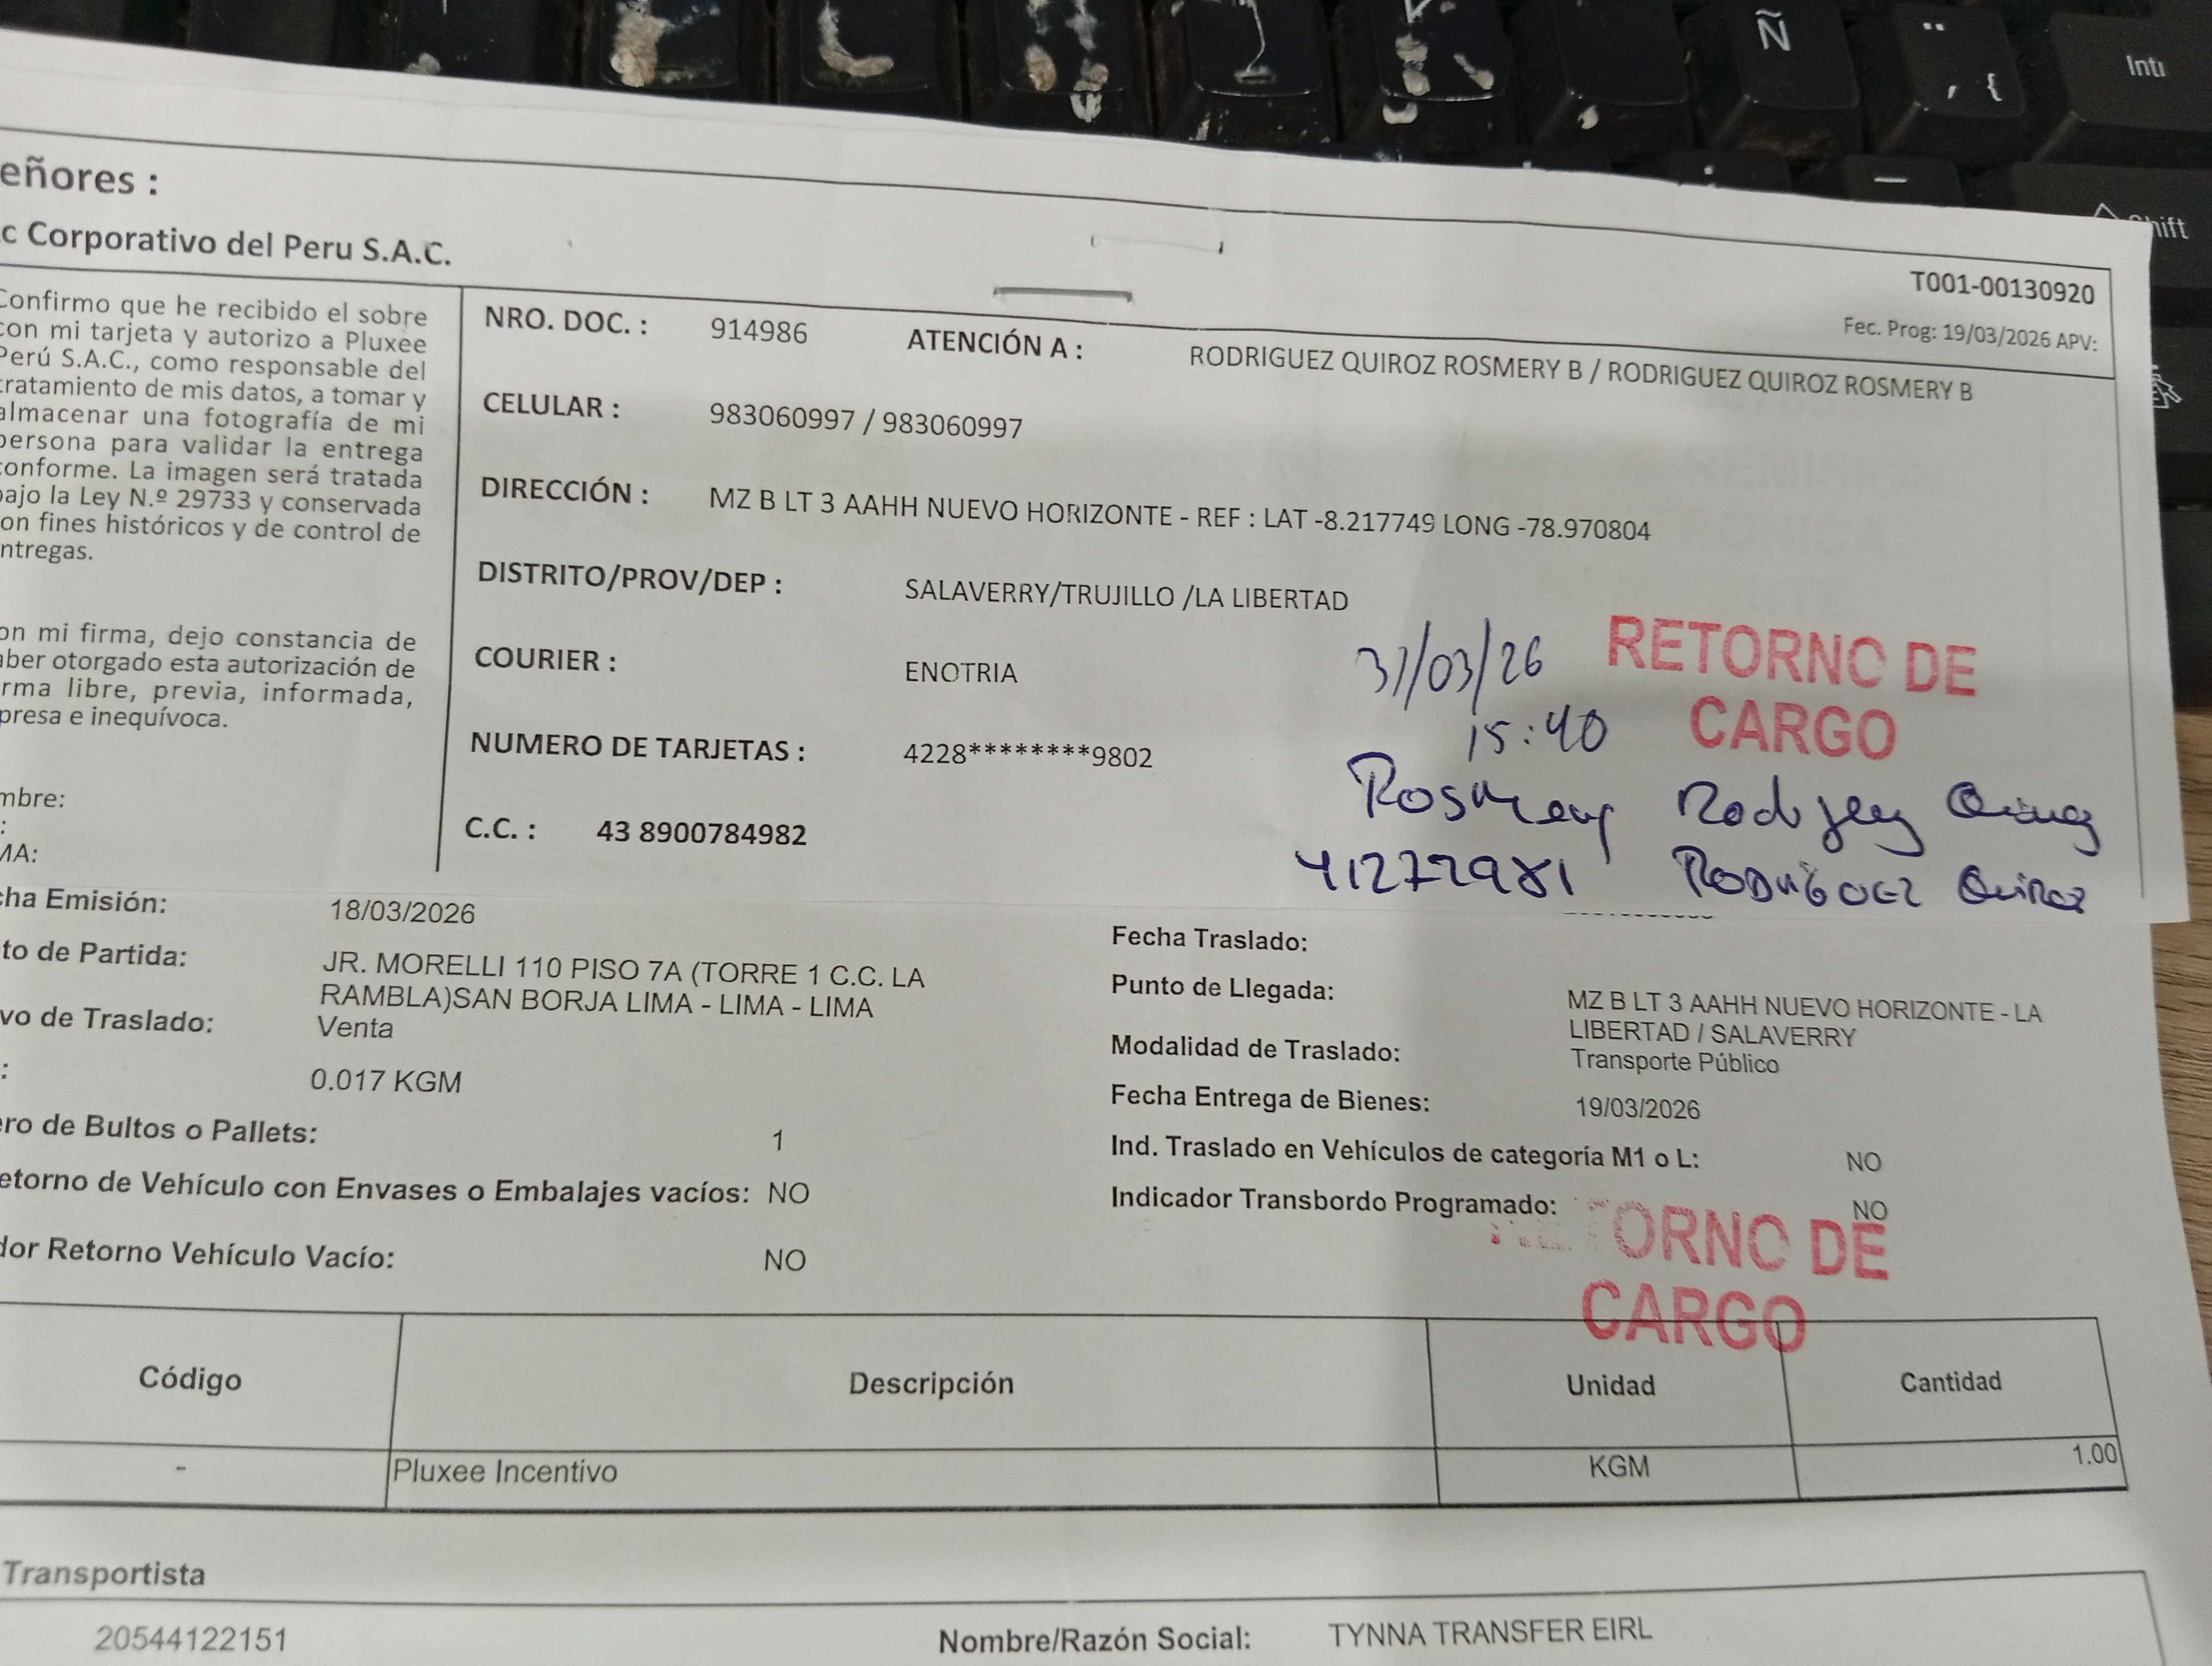 eñores :
c Corporativo del Peru S.A.C.
T001-00130920
Fec. Prog: 19/03/2026 APV:
Confirmo que he recibido el sobre
con mi tarjeta y autorizo a Pluxee
Perú S.A.C., como responsable del
tratamiento de mis datos, a tomar y
almacenar una fotografía de mi
persona para validar la entrega
conforme. La imagen será tratada
bajo la Ley N.º 29733 y conservada
on fines históricos y de control de
ntregas.
on mi firma, dejo constancia de
aber otorgado esta autorización de
rma libre, previa, informada,
presa e inequívoca.
mbre:
:
MA:
NRO. DOC. : 914986 ATENCIÓN A : RODRIGUEZ QUIROZ ROSMERY B / RODRIGUEZ QUIROZ ROSMERY B
CELULAR : 983060997 / 983060997
DIRECCIÓN : MZ B LT 3 AAHH NUEVO HORIZONTE - REF : LAT -8.217749 LONG -78.970804
DISTRITO/PROV/DEP : SALAVERRY/TRUJILLO /LA LIBERTAD
COURIER : ENOTRIA
NUMERO DE TARJETAS : 4228********9802
C.C. : 43 8900784982
RETORNO DE
CARGO
31/03/26
15:40
Rosmery Rodriguez Quiroz
41272981 RODRIGUEZ QUIROZ
cha Emisión: 18/03/2026
to de Partida: JR. MORELLI 110 PISO 7A (TORRE 1 C.C. LA
RAMBLA)SAN BORJA LIMA - LIMA - LIMA
vo de Traslado: Venta
: 0.017 KGM
ero de Bultos o Pallets: 1
etorno de Vehículo con Envases o Embalajes vacíos: NO
dor Retorno Vehículo Vacío: NO
Fecha Traslado:
Punto de Llegada: MZ B LT 3 AAHH NUEVO HORIZONTE - LA
LIBERTAD / SALAVERRY
Modalidad de Traslado: Transporte Público
Fecha Entrega de Bienes: 19/03/2026
Ind. Traslado en Vehículos de categoría M1 o L: NO
Indicador Transbordo Programado: NO
RETORNO DE
CARGO
Código Descripción Unidad Cantidad
- Pluxee Incentivo KGM 1.00
Transportista
20544122151 Nombre/Razón Social: TYNNA TRANSFER EIRL
Ñ
¨
, {
Intr
Shift